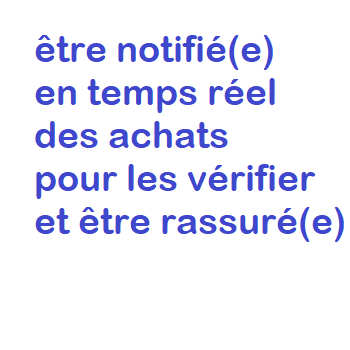 être notifié(e)
en temps réel
des achats
pour les vérifier
et être rassuré(e)